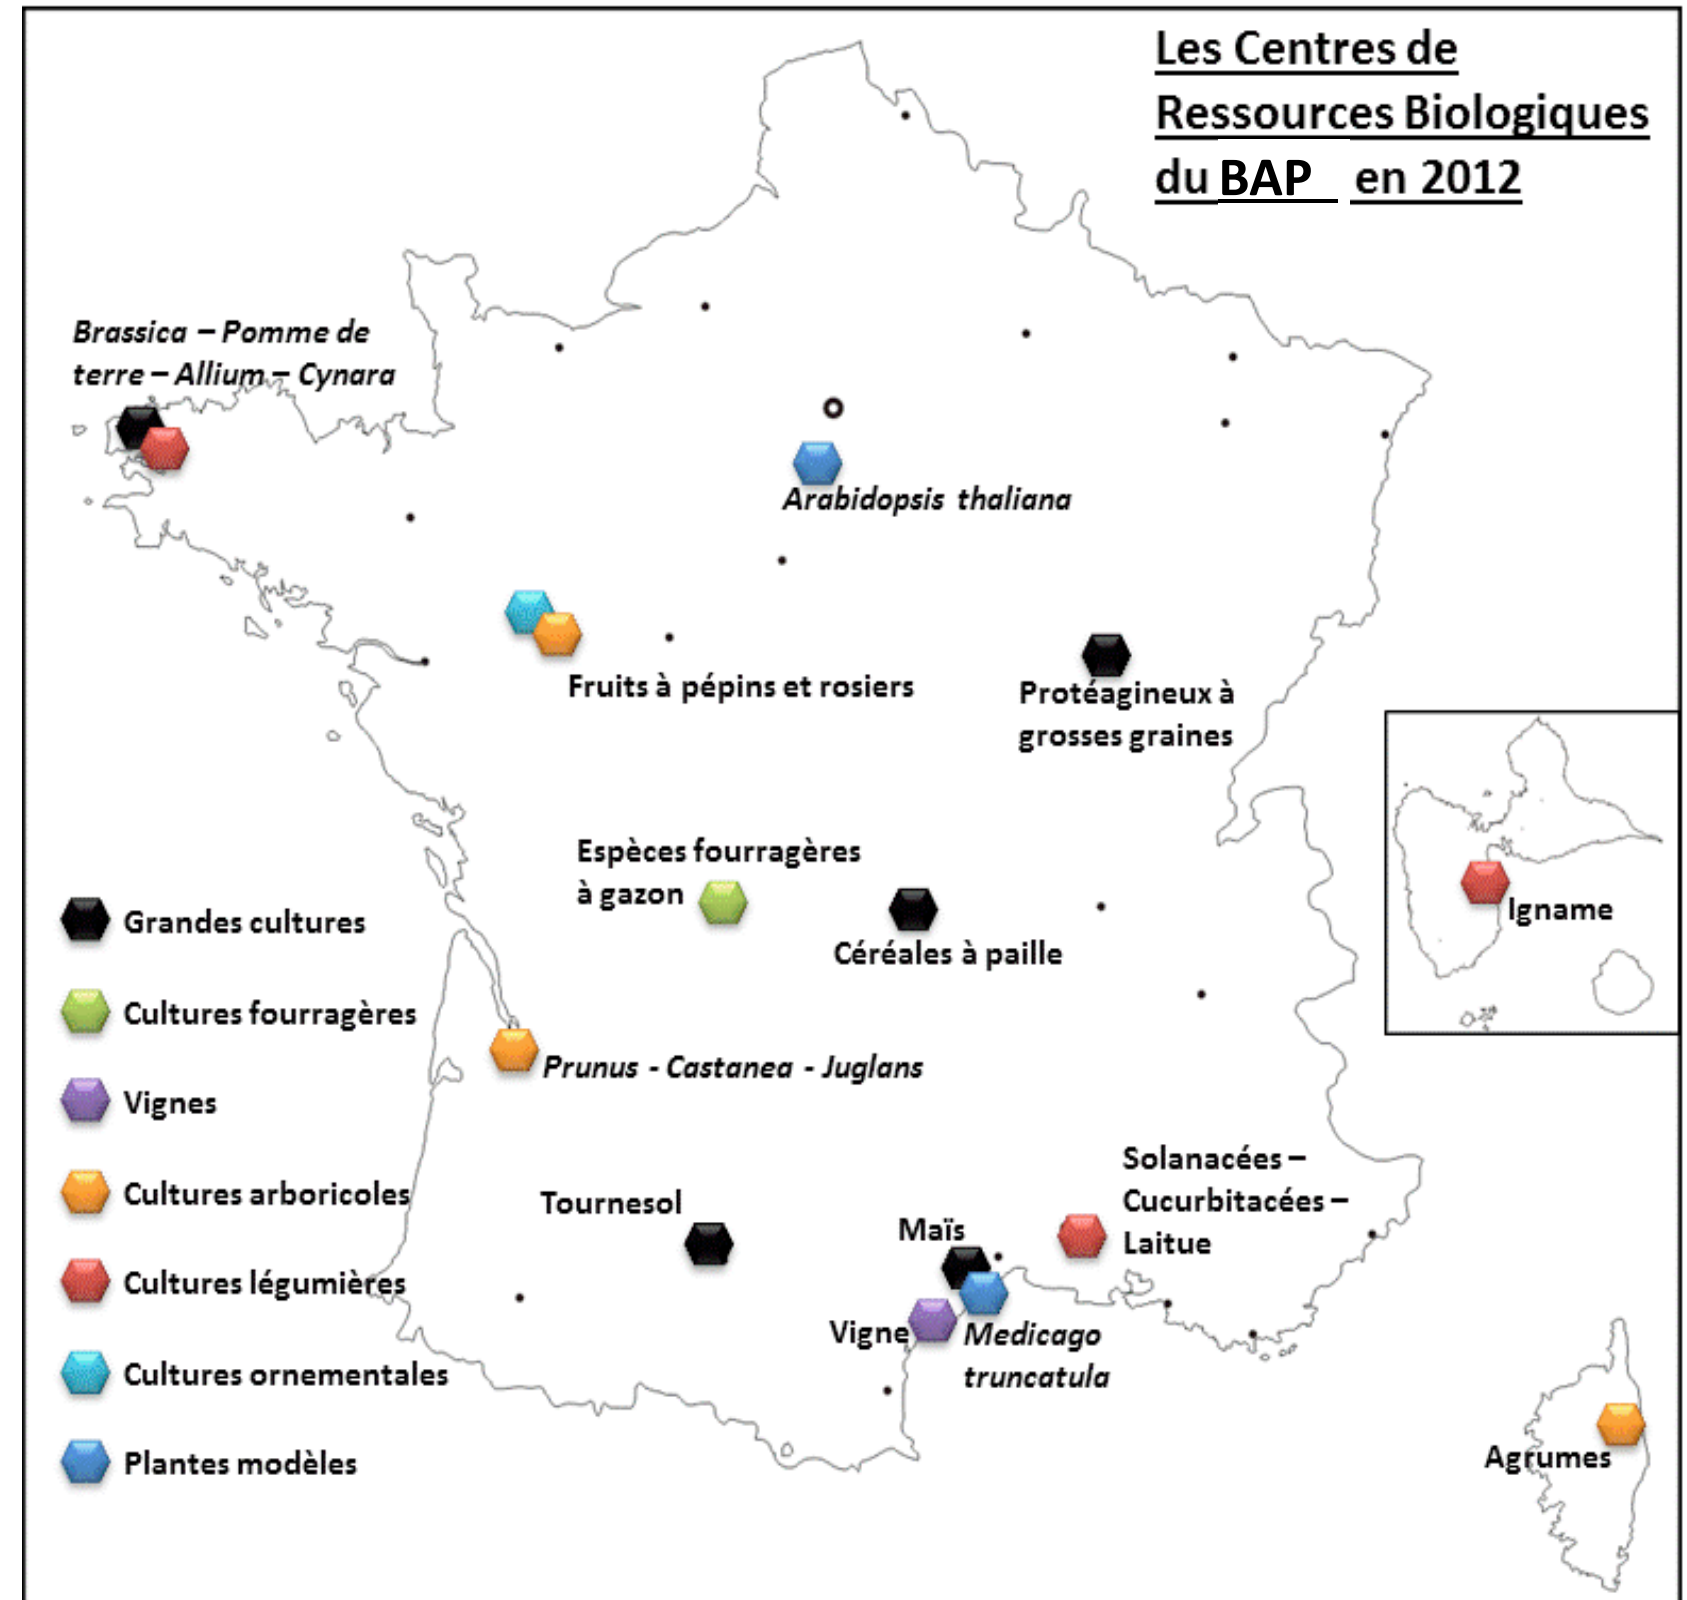 Les Centres de
Ressources Biologiques
du BAP en 2012
Brassica – Pomme de
terre – Allium – Cynara
Arabidopsis thaliana
Fruits à pépins et rosiers
Protéagineux à
grosses graines
Espèces fourragères
à gazon
Céréales à paille
Igname
Prunus - Castanea - Juglans
Solanacées –
Cucurbitacées –
Laitue
Tournesol
Maïs
Vigne
Medicago
truncatula
Agrumes
Grandes cultures
Cultures fourragères
Vignes
Cultures arboricoles
Cultures légumières
Cultures ornementales
Plantes modèles